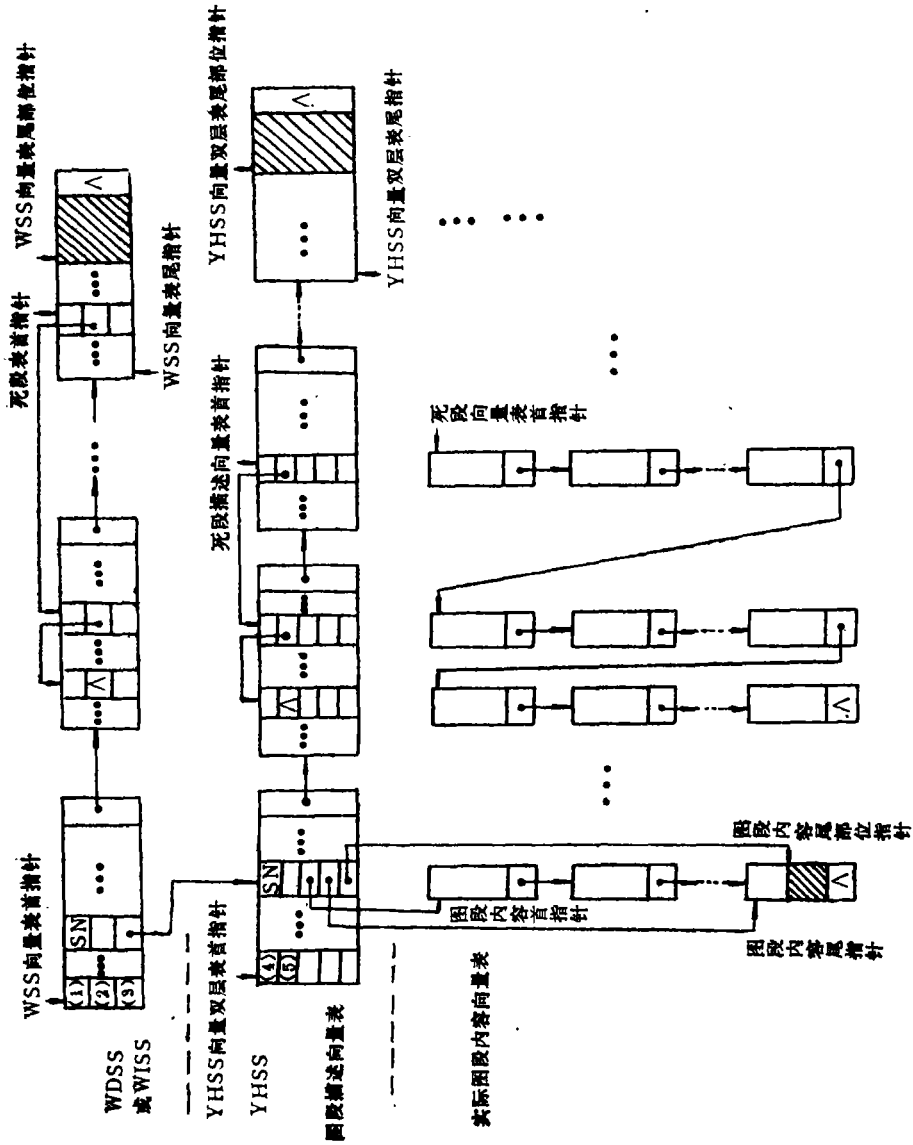 WSS向量表首指针
死段表首指针
WSS向量表尾部位指针
WSS向量表尾指针
WDSS
或WISS
(1)
(2)
(3)
SN
∧
∧
YHSS向量双层表首指针
死段描述向量表首指针
YHSS向量双层表尾部位指针
YHSS向量双层表尾指针
YHSS
图段描述向量表
(4)
(5)
SN
∧
∧
实际图段内容向量表
图段内容首指针
图段内容尾指针
图段内容尾部位指针
死段向量表首指针
∧
∧